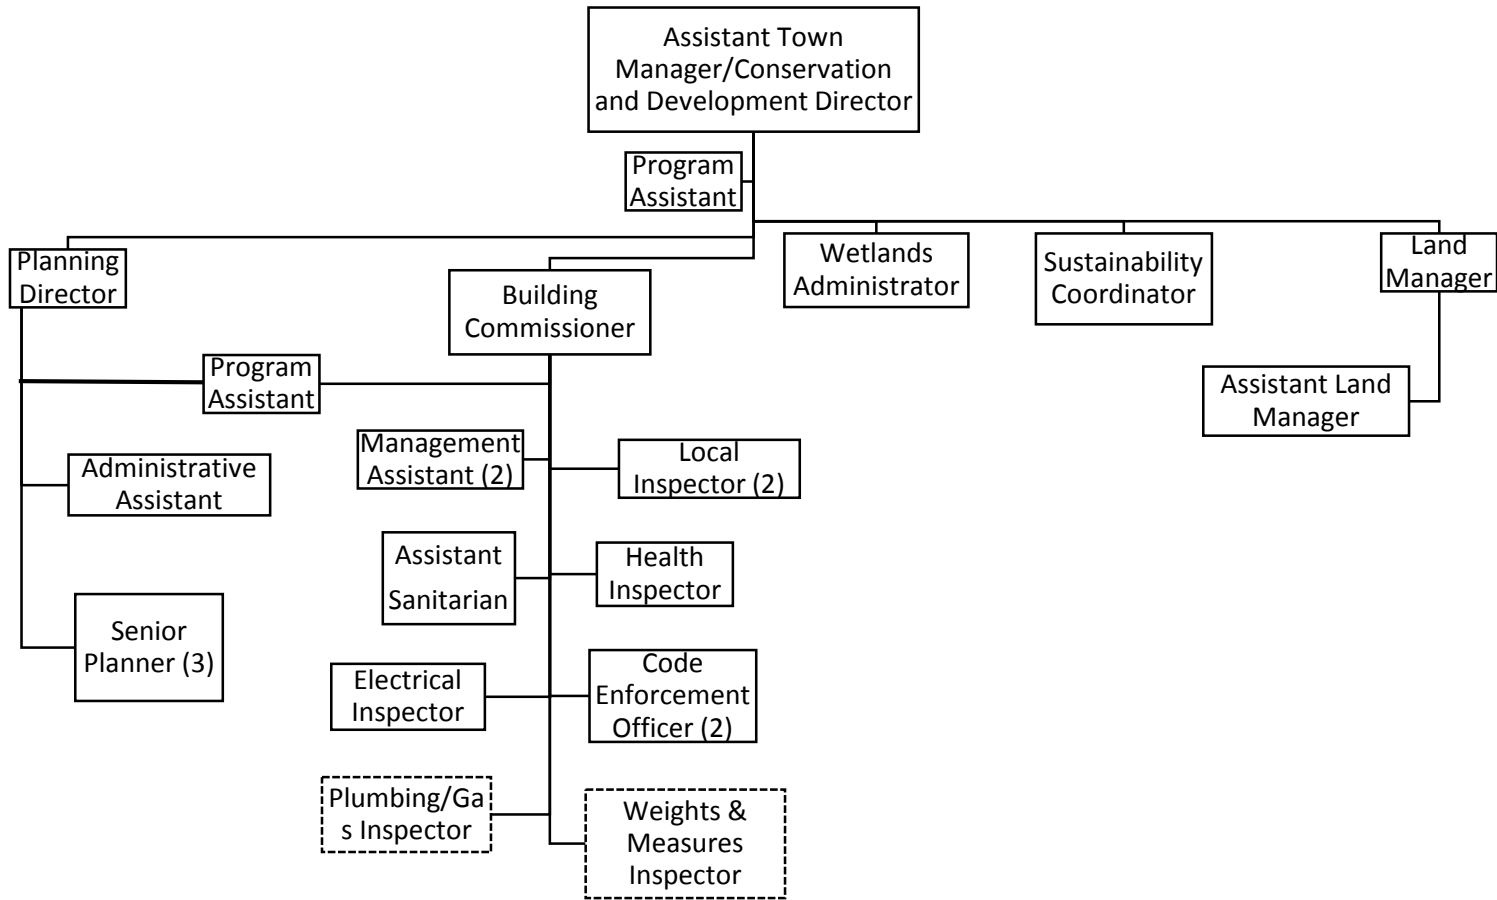 Assistant Town
Manager/Conservation
and Development Director
Program
Assistant
Planning
Director
Building
Commissioner
Wetlands
Administrator
Sustainability
Coordinator
Land
Manager
Program
Assistant
Assistant Land
Manager
Management
Assistant (2)
Local
Inspector (2)
Administrative
Assistant
Assistant
Sanitarian
Health
Inspector
Senior
Planner (3)
Electrical
Inspector
Code
Enforcement
Officer (2)
Plumbing/Ga
s Inspector
Weights &
Measures
Inspector